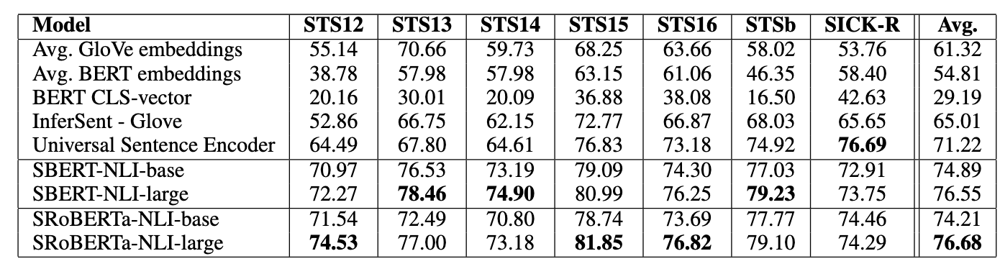 Model STS12 STS13 STS14 STS15 STS16 STSb SICK-R Avg.
Avg. GloVe embeddings 55.14 70.66 59.73 68.25 63.66 58.02 53.76 61.32
Avg. BERT embeddings 38.78 57.98 57.98 63.15 61.06 46.35 58.40 54.81
BERT CLS-vector 20.16 30.01 20.09 36.88 38.08 16.50 42.63 29.19
InferSent - Glove 52.86 66.75 62.15 72.77 66.87 68.03 65.65 65.01
Universal Sentence Encoder 64.49 67.80 64.61 76.83 73.18 74.92 76.69 71.22
SBERT-NLI-base 70.97 76.53 73.19 79.09 74.30 77.03 72.91 74.89
SBERT-NLI-large 72.27 78.46 74.90 80.99 76.25 79.23 73.75 76.55
SRoBERTa-NLI-base 71.54 72.49 70.80 78.74 73.69 77.77 74.46 74.21
SRoBERTa-NLI-large 74.53 77.00 73.18 81.85 76.82 79.10 74.29 76.68